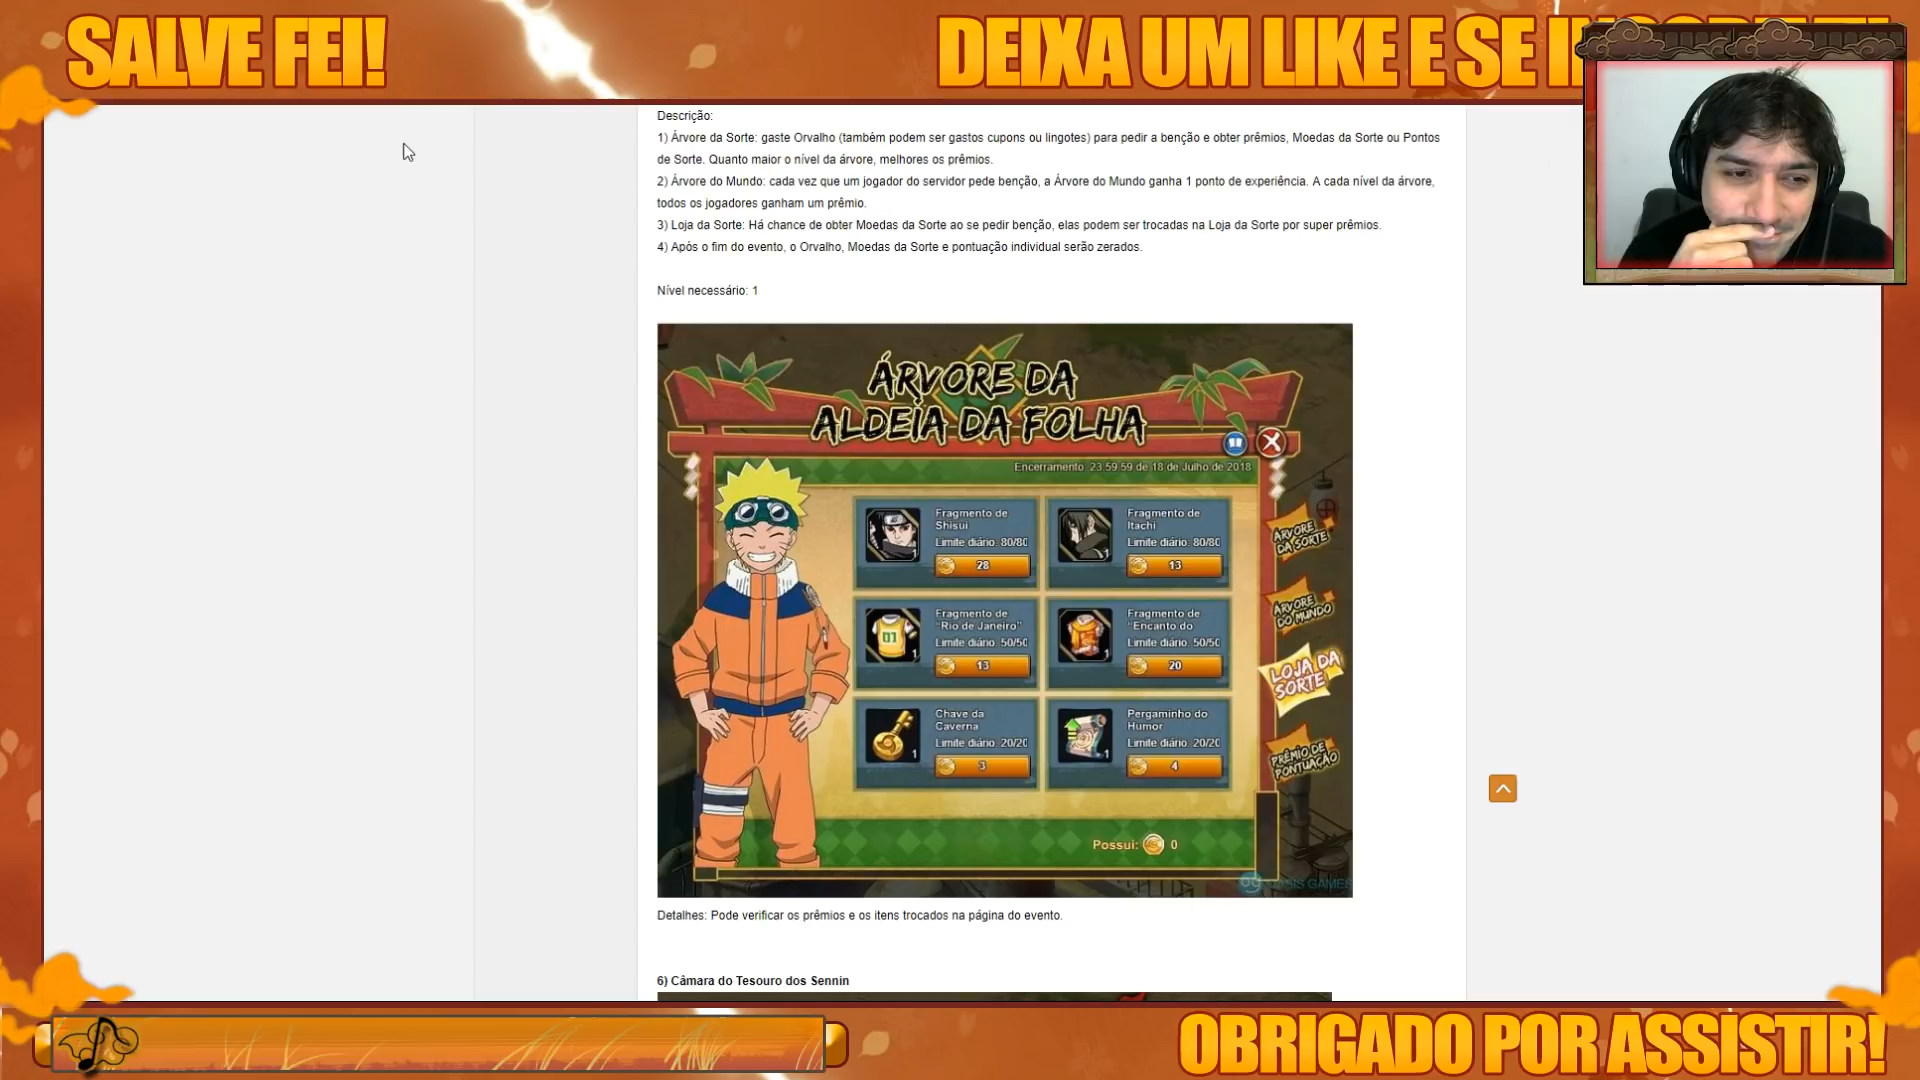 SALVE FEI!
DEIXA UM LIKE E SE
Descrição:
1) Árvore da Sorte: gaste Orvalho (também podem ser gastos cupons ou lingotes) para pedir a benção e obter prêmios, Moedas da Sorte ou Pontos
de Sorte. Quanto maior o nível da árvore, melhores os prêmios.
2) Árvore do Mundo: cada vez que um jogador do servidor pede benção, a Árvore do Mundo ganha 1 ponto de experiência. A cada nível da árvore,
todos os jogadores ganham um prêmio.
3) Loja da Sorte: Há chance de obter Moedas da Sorte ao se pedir benção, elas podem ser trocadas na Loja da Sorte por super prêmios.
4) Após o fim do evento, o Orvalho, Moedas da Sorte e pontuação individual serão zerados.
Nível necessário: 1
ÁRVORE DA
ALDEIA DA FOLHA
Encerramento: 23:59:59 de 18 de Julho de 2018
Fragmento de
Shisui
Limite diário: 80/80
1
28
Fragmento de
Itachi
Limite diário: 80/80
1
13
Fragmento de
"Rio de Janeiro"
Limite diário: 50/50
01
1
13
Fragmento de
"Encanto do
Limite diário: 50/50
1
20
Chave da
Caverna
Limite diário: 20/20
1
3
Pergaminho do
Humor
Limite diário: 20/20
1
4
ÁRVORE
DA SORTE
ÁRVORE
DO MUNDO
LOJA DA
SORTE
PRÊMIO DE
PONTUAÇÃO
Possui: 0
OASIS GAMES
Detalhes: Pode verificar os prêmios e os itens trocados na página do evento.
6) Câmara do Tesouro dos Sennin
OBRIGADO POR ASSISTIR!